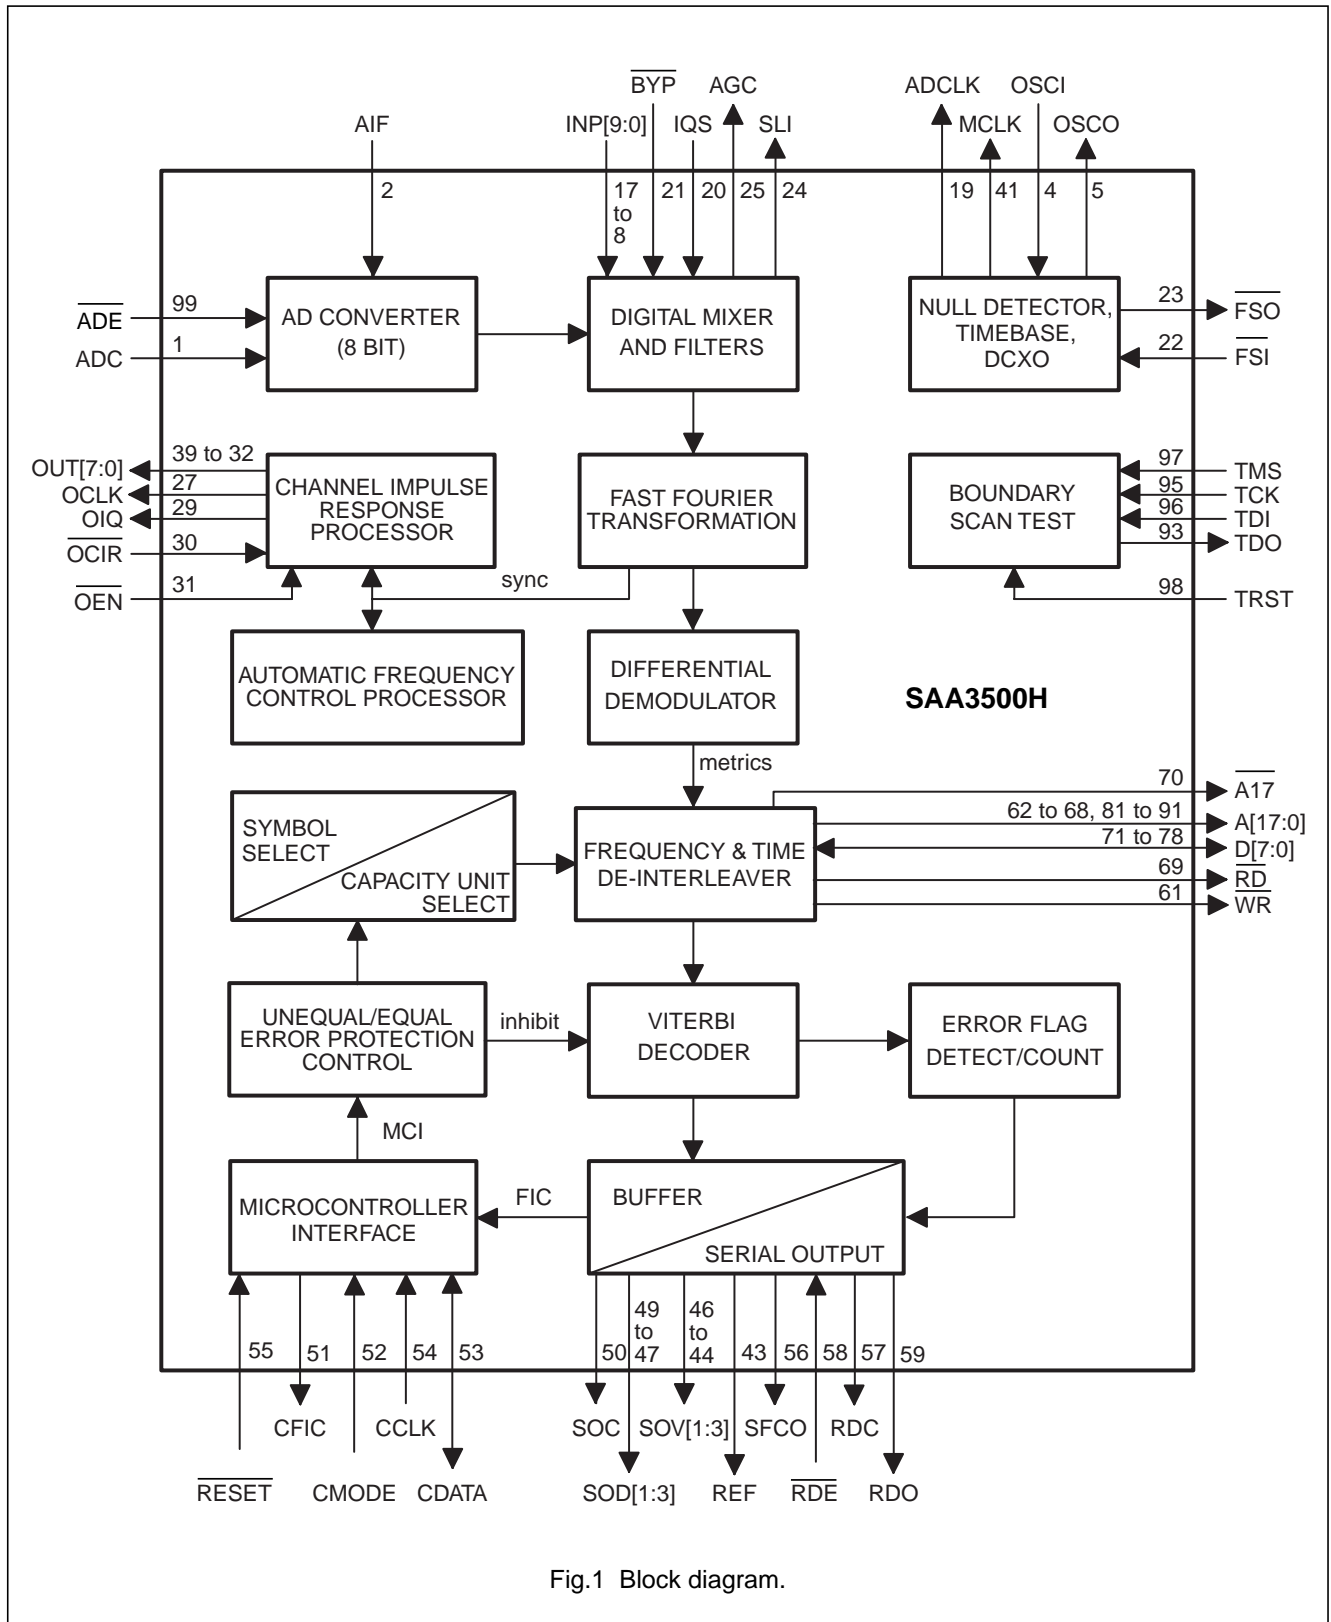 BYP AGC ADCLK OSCI
AIF INP[9:0] IQS SLI MCLK OSCO
2 17 21 20 25 24 19 41 4 5
to
8
ADE 99
ADC 1
AD CONVERTER
(8 BIT)
DIGITAL MIXER
AND FILTERS
NULL DETECTOR,
TIMEBASE,
DCXO
23 FSO
22 FSI
OUT[7:0] 39 to 32
OCLK 27
OIQ 29
OCIR 30
OEN 31
CHANNEL IMPULSE
RESPONSE
PROCESSOR
FAST FOURIER
TRANSFORMATION
BOUNDARY
SCAN TEST
97 TMS
95 TCK
96 TDI
93 TDO
98 TRST
sync
AUTOMATIC FREQUENCY
CONTROL PROCESSOR
DIFFERENTIAL
DEMODULATOR
SAA3500H
metrics
SYMBOL
SELECT
CAPACITY UNIT
SELECT
FREQUENCY & TIME
DE-INTERLEAVER
70 A17
62 to 68, 81 to 91 A[17:0]
71 to 78 D[7:0]
69 RD
61 WR
UNEQUAL/EQUAL
ERROR PROTECTION
CONTROL
inhibit
VITERBI
DECODER
ERROR FLAG
DETECT/COUNT
MCI
MICROCONTROLLER
INTERFACE
FIC
BUFFER
SERIAL OUTPUT
49 46
to to
55 51 52 54 53 50 47 44 43 56 58 57 59
CFIC CCLK SOC SOV[1:3] SFCO RDC
RESET CMODE CDATA SOD[1:3] REF RDE RDO
Fig.1 Block diagram.